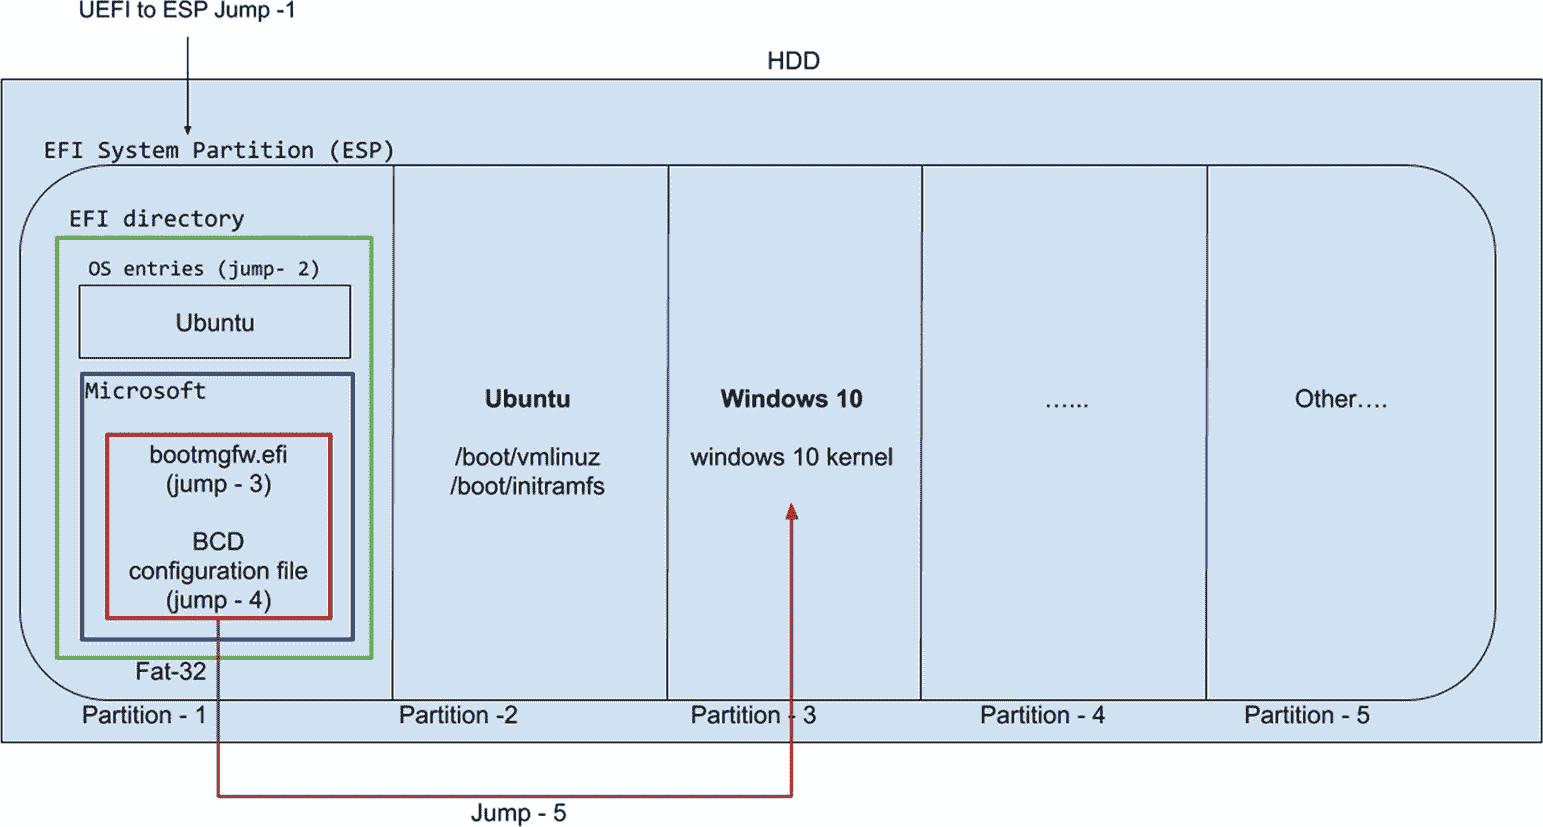 UEFI to ESP Jump -1
HDD
EFI System Partition (ESP)
EFI directory
OS entries (jump- 2)
Ubuntu
Microsoft
bootmgfw.efi
(jump - 3)
BCD
configuration file
(jump - 4)
Fat-32
Partition - 1
Ubuntu
/boot/vmlinuz
/boot/initramfs
Partition -2
Windows 10
windows 10 kernel
Partition - 3
…...
Partition - 4
Other….
Partition - 5
Jump - 5